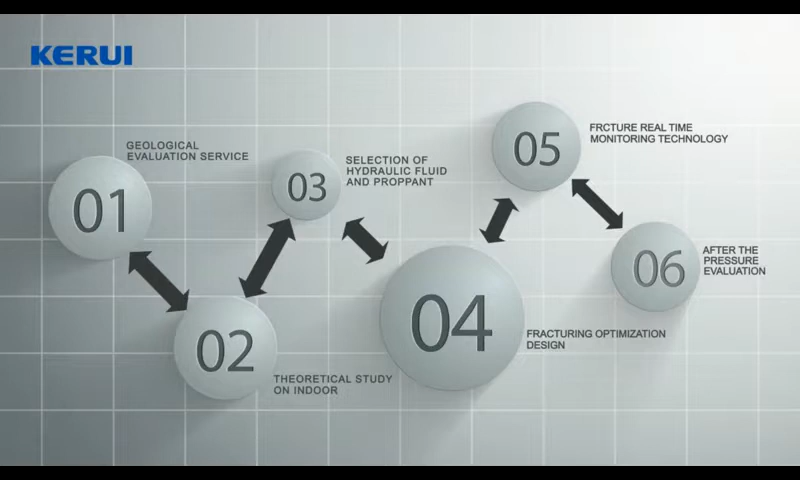 KERUI
01
GEOLOGICAL
EVALUATION SERVICE
02
THEORETICAL STUDY
ON INDOOR
03
SELECTION OF
HYDRAULIC FLUID
AND PROPPANT
04
FRACTURING OPTIMIZATION
DESIGN
05
FRCTURE REAL TIME
MONITORING TECHNOLOGY
06
AFTER THE
PRESSURE
EVALUATION